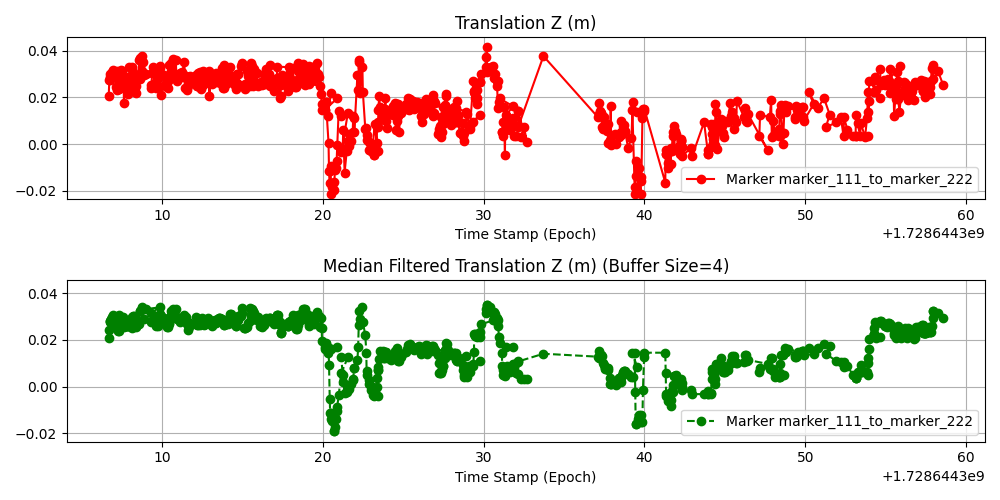 Translation Z (m)
0.04
0.02
0.00
−0.02
Marker marker_111_to_marker_222
10 20 30 40 50 60
Time Stamp (Epoch)
+1.7286443e9
Median Filtered Translation Z (m) (Buffer Size=4)
0.04
0.02
0.00
−0.02
Marker marker_111_to_marker_222
10 20 30 40 50 60
Time Stamp (Epoch)
+1.7286443e9